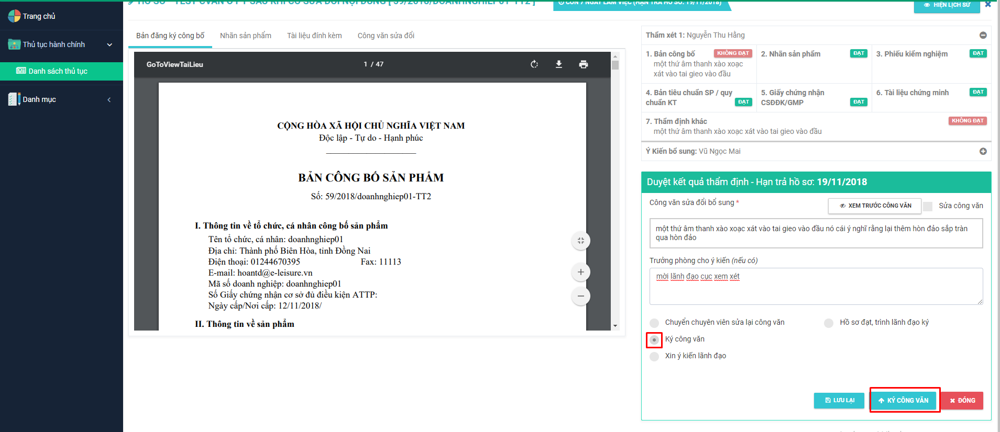 HỒ SƠ - TEST CVAN ở PT SAU KHI CÓ SỬA ĐỔI NỘI DUNG [ 59/2018/DOANHNGHIEP01-TT2 ]
CÒN 7 NGÀY LÀM VIỆC (HẠN TRẢ HỒ SƠ: 19/11/2018)
HIỆN LỊCH SỬ
Trang chủ
Thủ tục hành chính
Danh sách thủ tục
Danh mục
Bản đăng ký công bố
Nhãn sản phẩm
Tài liệu đính kèm
Công văn sửa đổi
GoToViewTaiLieu
1 / 47
CỘNG HÒA XÃ HỘI CHỦ NGHĨA VIỆT NAM
Độc lập - Tự do - Hạnh phúc
BẢN CÔNG BỐ SẢN PHẨM
Số: 59/2018/doanhnghiep01-TT2
I. Thông tin về tổ chức, cá nhân công bố sản phẩm
Tên tổ chức, cá nhân: doanhnghiep01
Địa chỉ: Thành phố Biên Hòa, tỉnh Đồng Nai
Điện thoại: 01244670395 Fax: 11113
E-mail: hoantd@e-leisure.vn
Mã số doanh nghiệp: doanhnghiep01
Số Giấy chứng nhận cơ sở đủ điều kiện ATTP:
Ngày cấp/Nơi cấp: 12/11/2018/
II. Thông tin về sản phẩm
Thẩm xét 1: Nguyễn Thu Hằng
1. Bản công bố KHÔNG ĐẠT
một thứ âm thanh xào xoạc
xát vào tai gieo vào đầu
2. Nhãn sản phẩm ĐẠT
3. Phiếu kiểm nghiệm ĐẠT
4. Bản tiêu chuẩn SP / quy
chuẩn KT ĐẠT
5. Giấy chứng nhận
CSĐĐK/GMP ĐẠT
6. Tài liệu chứng minh ĐẠT
7. Thẩm định khác KHÔNG ĐẠT
một thứ âm thanh xào xoạc xát vào tai gieo vào đầu
Ý Kiến bổ sung: Vũ Ngọc Mai
Duyệt kết quả thẩm định - Hạn trả hồ sơ: 19/11/2018
Công văn sửa đổi bổ sung *
XEM TRƯỚC CÔNG VĂN
Sửa công văn
một thứ âm thanh xào xoạc xát vào tai gieo vào đầu nó cái ý nghĩ rằng lại thêm hòn đảo sắp tràn
qua hòn đảo
Trưởng phòng cho ý kiến (nếu có)
mời lãnh đạo cục xem xét
Chuyển chuyên viên sửa lại công văn
Hồ sơ đạt, trình lãnh đạo ký
Ký công văn
Xin ý kiến lãnh đạo
LƯU LẠI
KÝ CÔNG VĂN
ĐÓNG